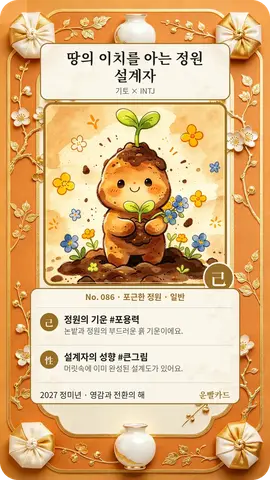 땅의 이치를 아는 정원
설계자
기토 × INTJ
己
No. 086 · 포근한 정원 · 일반
己
정원의 기운 #포용력
논밭과 정원의 부드러운 흙 기운이에요.
性
설계자의 성향 #큰그림
머릿속에 이미 완성된 설계도가 있어요.
2027 정미년 · 영감과 전환의 해
운빨카드